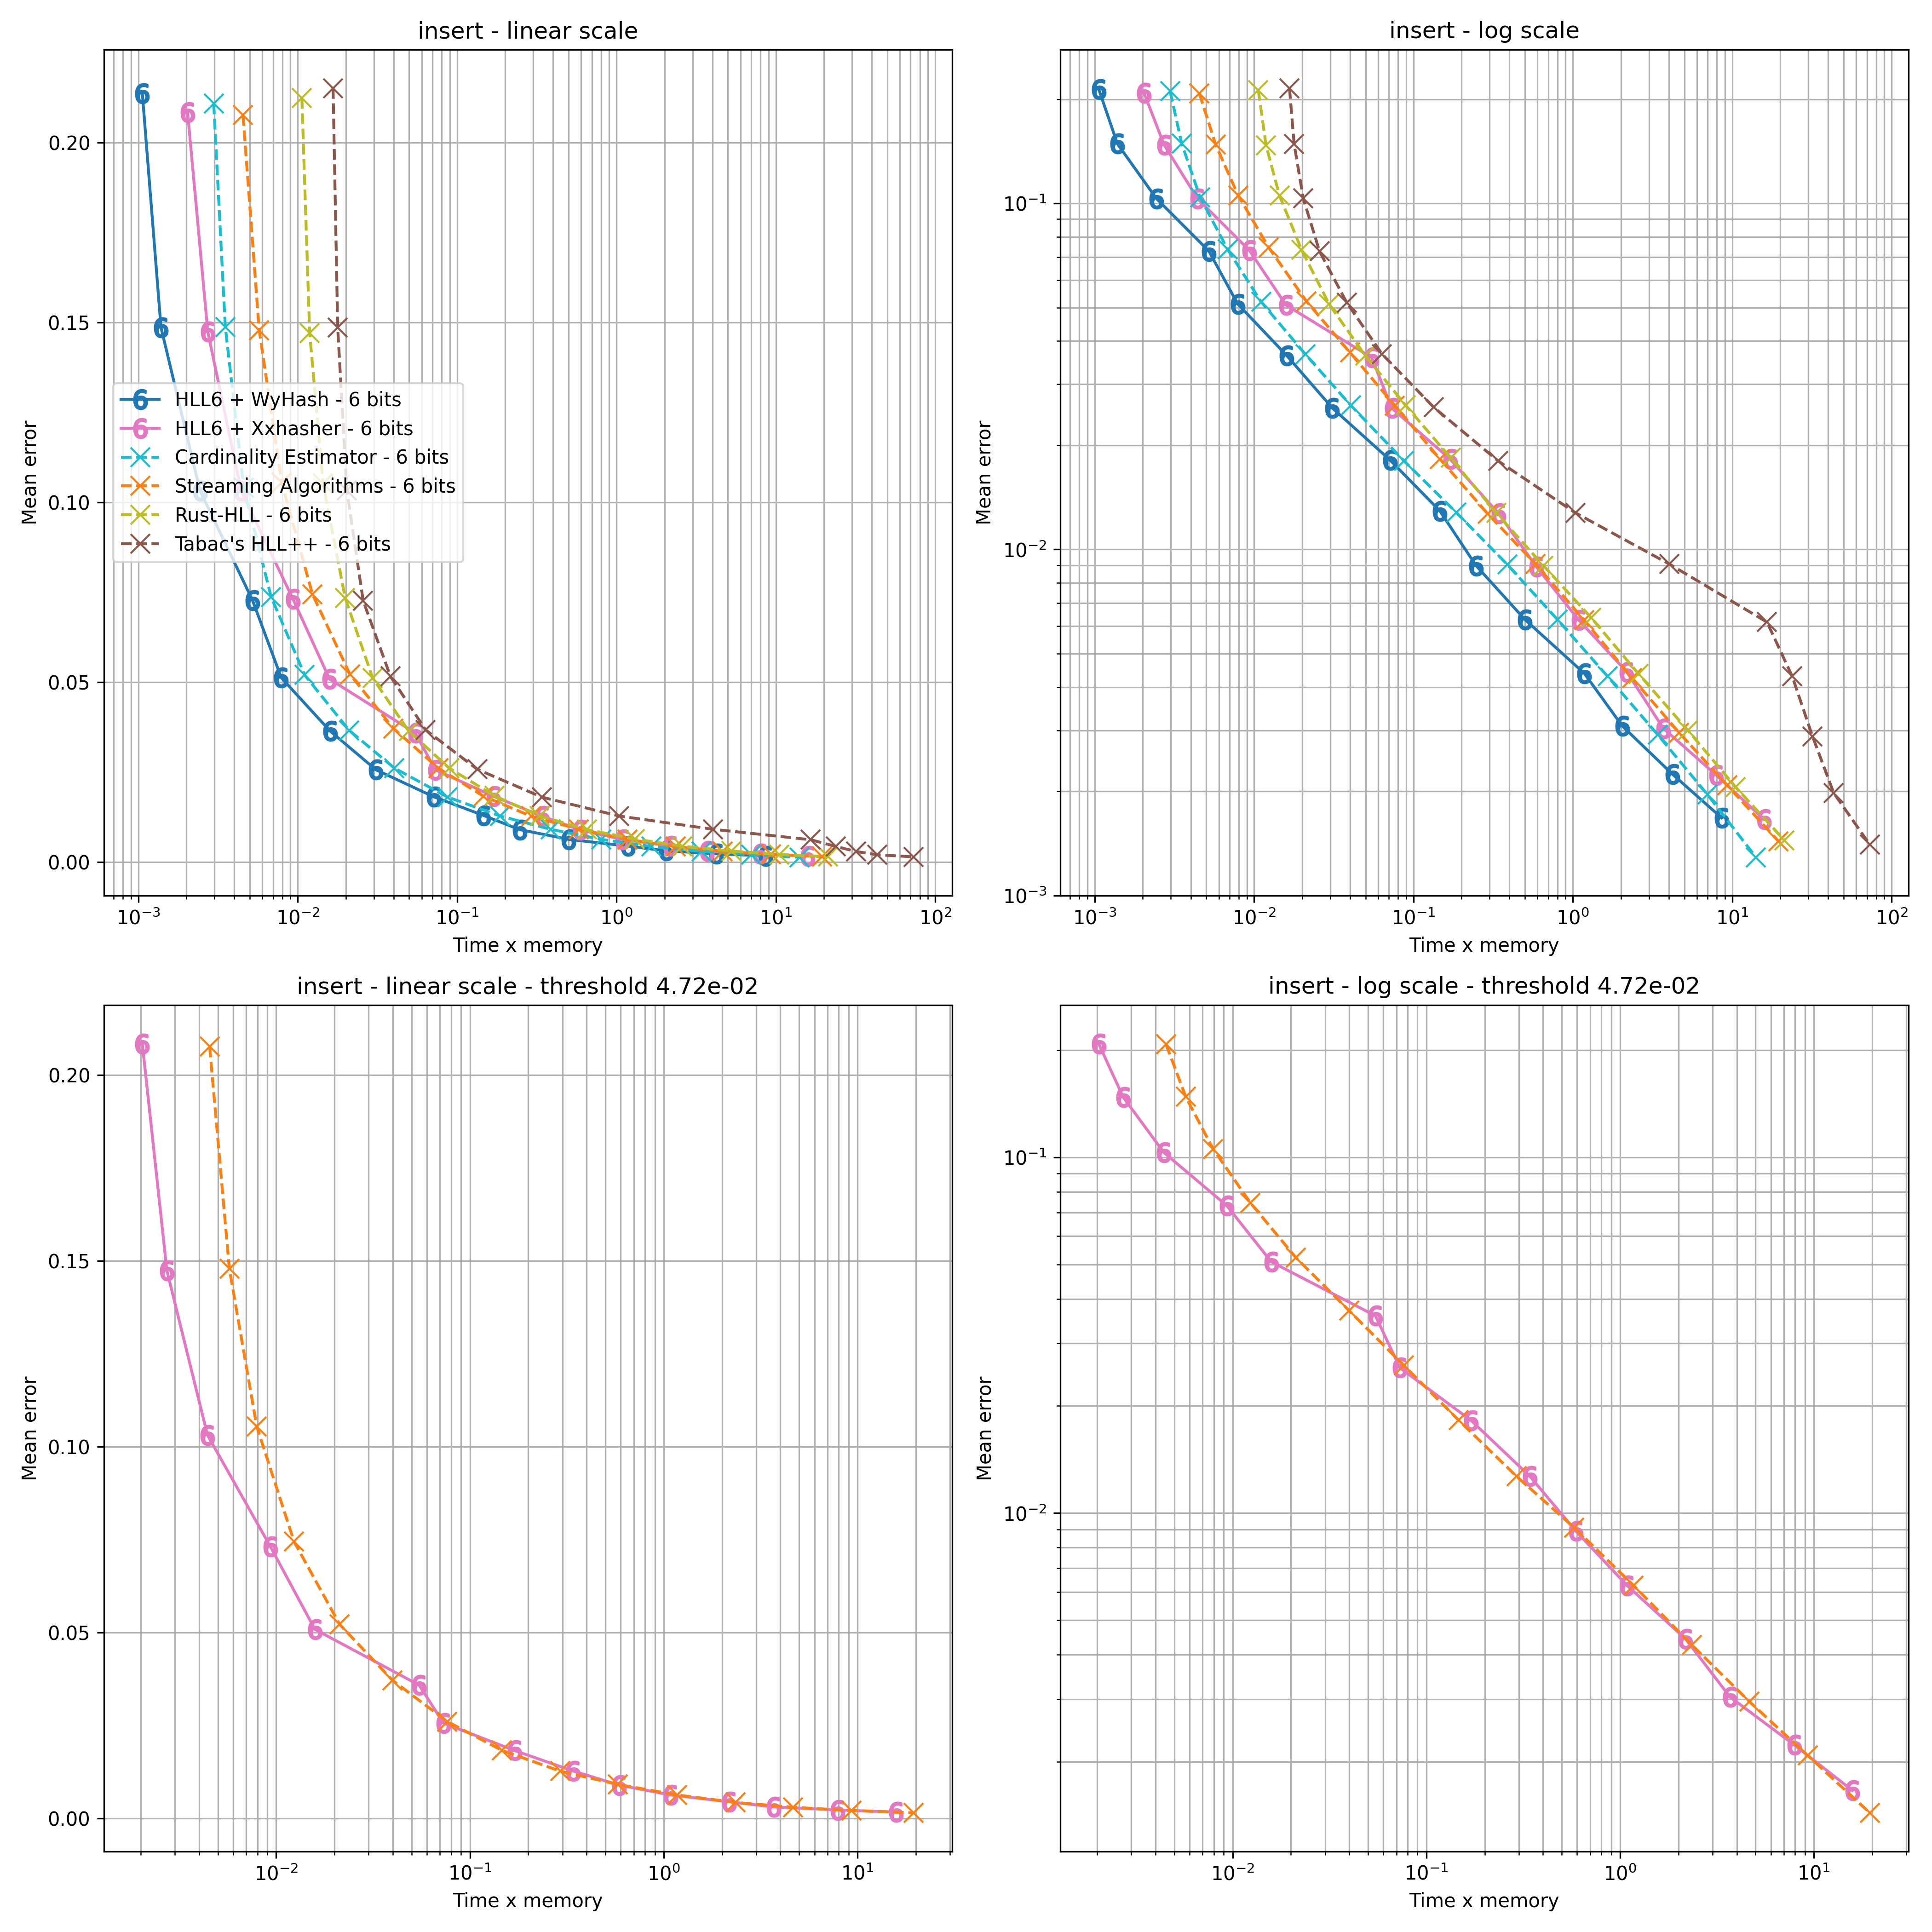 insert - linear scale
Mean error
0.20
0.15
0.10
0.05
0.00
6
HLL6 + WyHash - 6 bits
6
HLL6 + Xxhasher - 6 bits
Cardinality Estimator - 6 bits
Streaming Algorithms - 6 bits
Rust-HLL - 6 bits
Tabac's HLL++ - 6 bits
10⁻³ 10⁻² 10⁻¹ 10⁰ 10¹ 10²
Time x memory
insert - log scale
Mean error
10⁻¹
10⁻²
10⁻³
10⁻³ 10⁻² 10⁻¹ 10⁰ 10¹ 10²
Time x memory
insert - linear scale - threshold 4.72e-02
Mean error
0.20
0.15
0.10
0.05
0.00
10⁻² 10⁻¹ 10⁰ 10¹
Time x memory
insert - log scale - threshold 4.72e-02
Mean error
10⁻¹
10⁻²
10⁻² 10⁻¹ 10⁰ 10¹
Time x memory